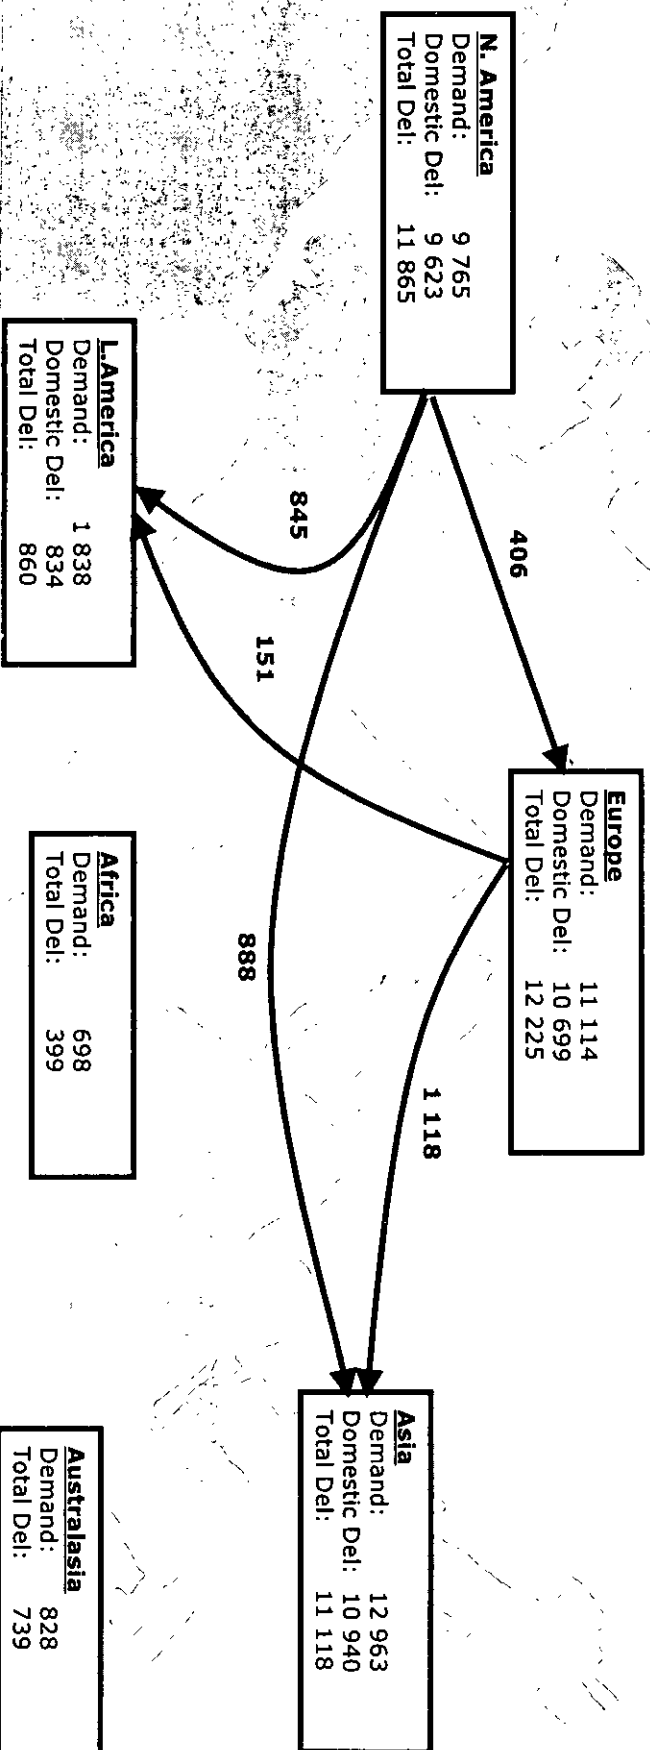 N. America
Demand: 9 765
Domestic Del: 9 623
Total Del: 11 865
406
Europe
Demand: 11 114
Domestic Del: 10 699
Total Del: 12 225
845
151
888
1 118
Asia
Demand: 12 963
Domestic Del: 10 940
Total Del: 11 118
L.America
Demand: 1 838
Domestic Del: 834
Total Del: 860
Africa
Demand: 698
Total Del: 399
Australasia
Demand: 828
Total Del: 739